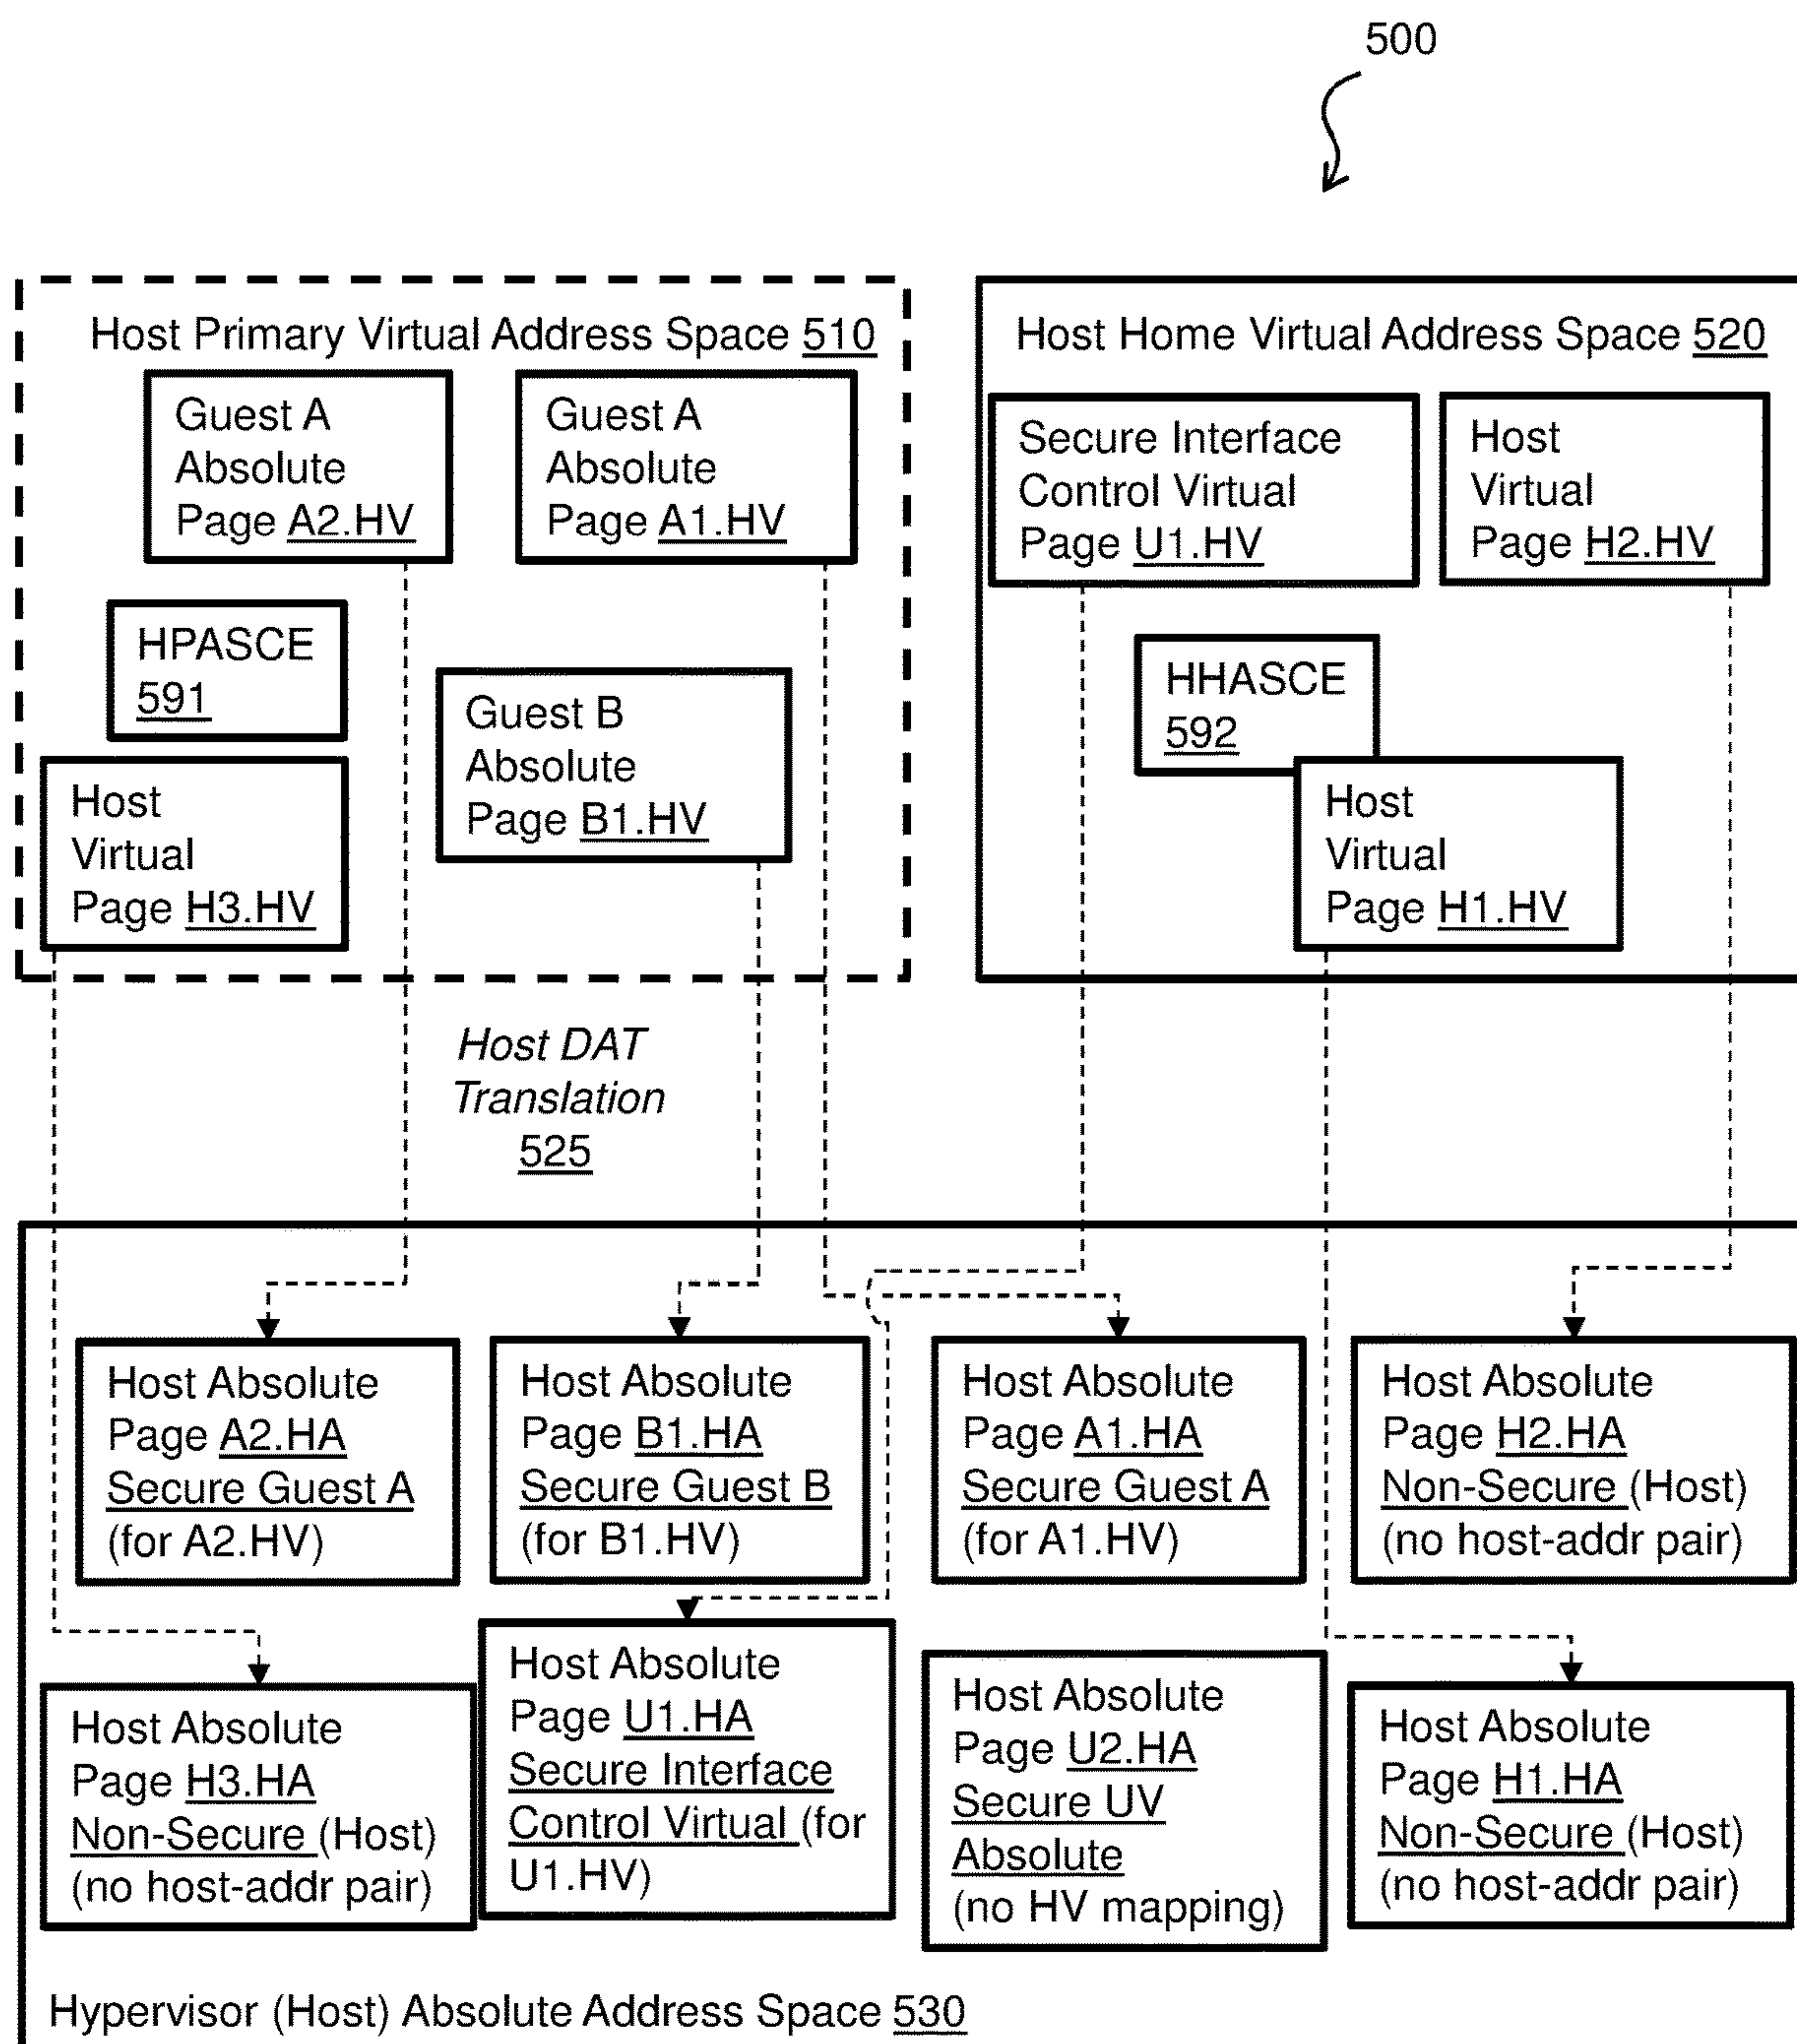 500
Host Primary Virtual Address Space 510
Guest A
Absolute
Page A2.HV
Guest A
Absolute
Page A1.HV
HPASCE
591
Guest B
Absolute
Page B1.HV
Host
Virtual
Page H3.HV
Host Home Virtual Address Space 520
Secure Interface
Control Virtual
Page U1.HV
Host
Virtual
Page H2.HV
HHASCE
592
Host
Virtual
Page H1.HV
Host DAT
Translation
525
Host Absolute
Page A2.HA
Secure Guest A
(for A2.HV)
Host Absolute
Page B1.HA
Secure Guest B
(for B1.HV)
Host Absolute
Page A1.HA
Secure Guest A
(for A1.HV)
Host Absolute
Page H2.HA
Non-Secure (Host)
(no host-addr pair)
Host Absolute
Page H3.HA
Non-Secure (Host)
(no host-addr pair)
Host Absolute
Page U1.HA
Secure Interface
Control Virtual (for
U1.HV)
Host Absolute
Page U2.HA
Secure UV
Absolute
(no HV mapping)
Host Absolute
Page H1.HA
Non-Secure (Host)
(no host-addr pair)
Hypervisor (Host) Absolute Address Space 530